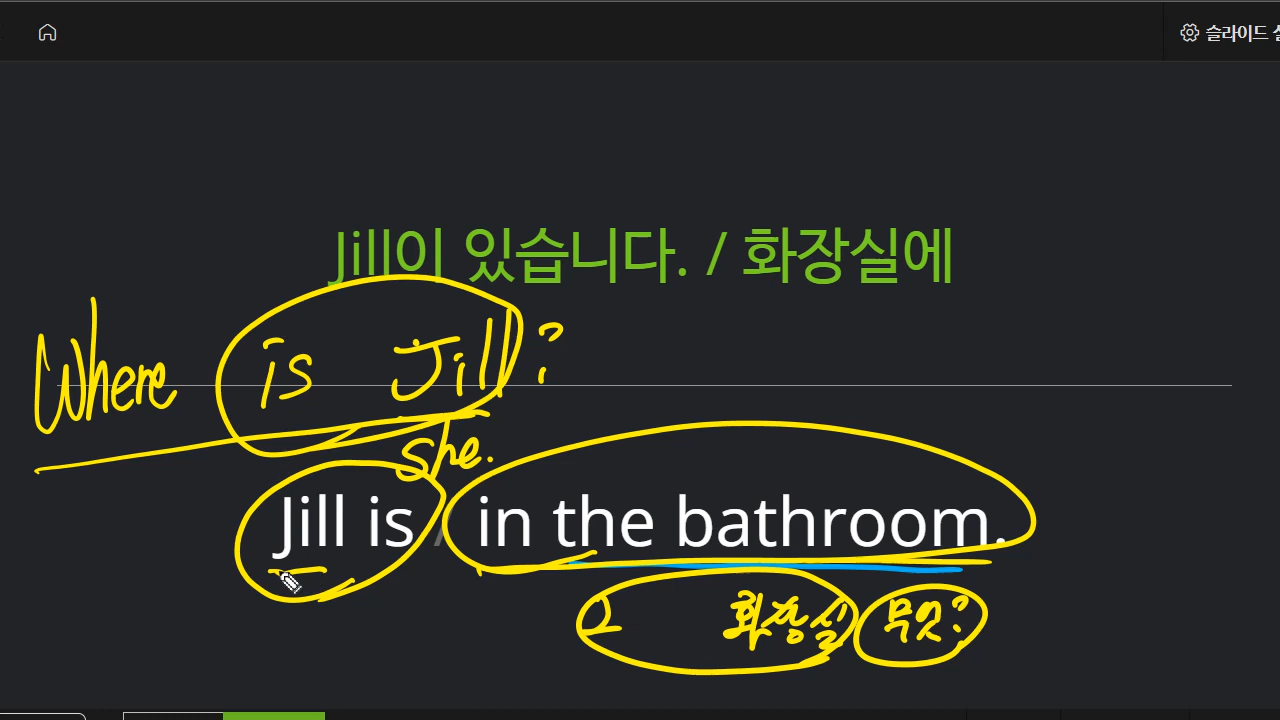 슬라이드
Jill이 있습니다. / 화장실에
Where is Jill?
she.
Jill is / in the bathroom.
그 화장실 무엇?